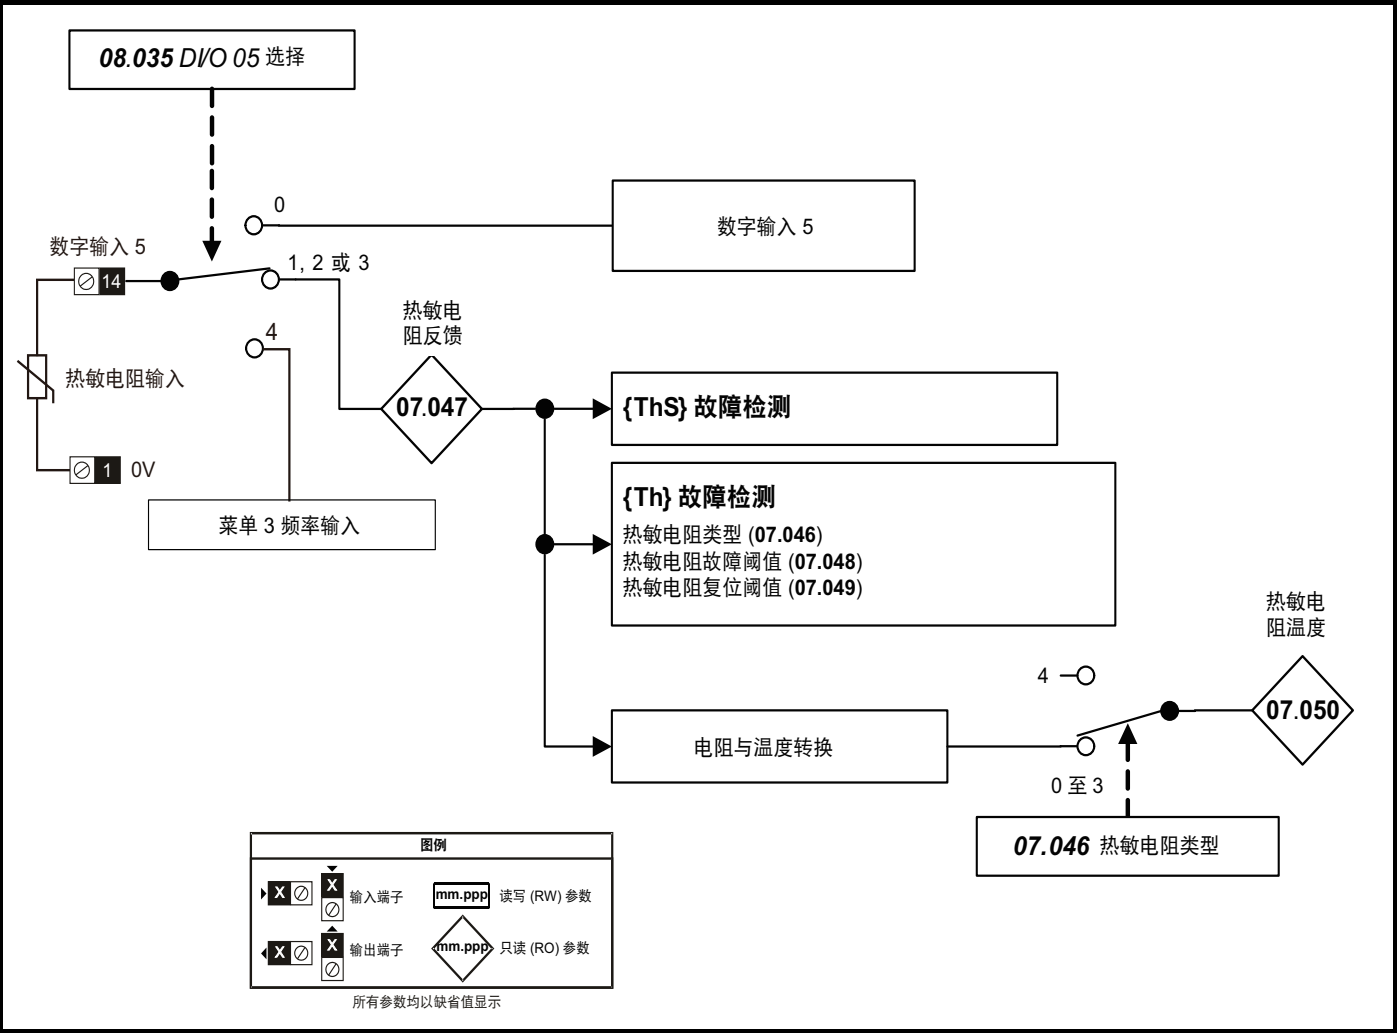 08.035 DI/O 05 选择
0
数字输入 5
数字输入 5
14
1, 2 或 3
热敏电
阻反馈
4
热敏电阻输入
07.047
{ThS} 故障检测
1 0V
菜单 3 频率输入
{Th} 故障检测
热敏电阻类型 (07.046)
热敏电阻故障阈值 (07.048)
热敏电阻复位阈值 (07.049)
热敏电
阻温度
4
07.050
电阻与温度转换
0 至 3
07.046 热敏电阻类型
图例
X
X
输入端子
mm.ppp
读写 (RW) 参数
X
X
输出端子
mm.ppp
只读 (RO) 参数
所有参数均以缺省值显示